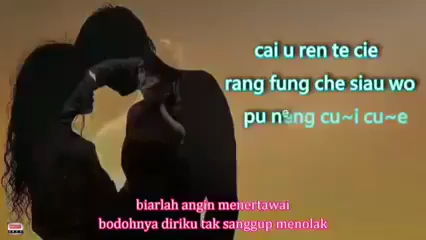 cai u ren te cie
rang fung che siau wo
pu neng cu~i cu~e
biarlah angin menertawai
bodohnya diriku tak sanggup menolak